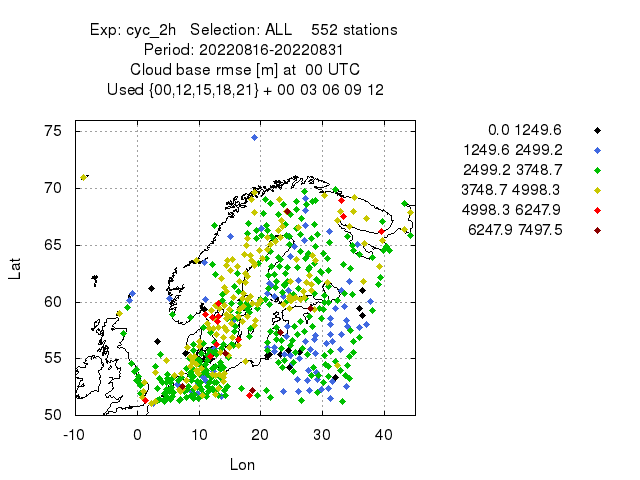 Exp: cyc_2h   Selection: ALL    552 stations
Period: 20220816-20220831
Cloud base rmse [m] at  00 UTC
Used {00,12,15,18,21} + 00 03 06 09 12
75
70
65
60
55
50
Lat
-10 0 10 20 30 40
Lon
0.0 1249.6
1249.6 2499.2
2499.2 3748.7
3748.7 4998.3
4998.3 6247.9
6247.9 7497.5